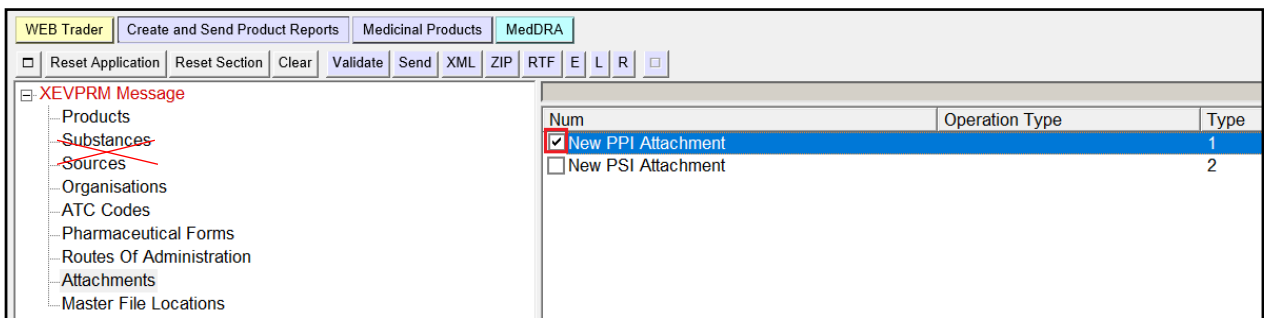 WEB Trader Create and Send Product Reports Medicinal Products MedDRA
Reset Application Reset Section Clear Validate Send XML ZIP RTF E L R
XEVPRM Message
Products
Substances
Sources
Organisations
ATC Codes
Pharmaceutical Forms
Routes Of Administration
Attachments
Master File Locations
Num Operation Type Type
New PPI Attachment 1
New PSI Attachment 2